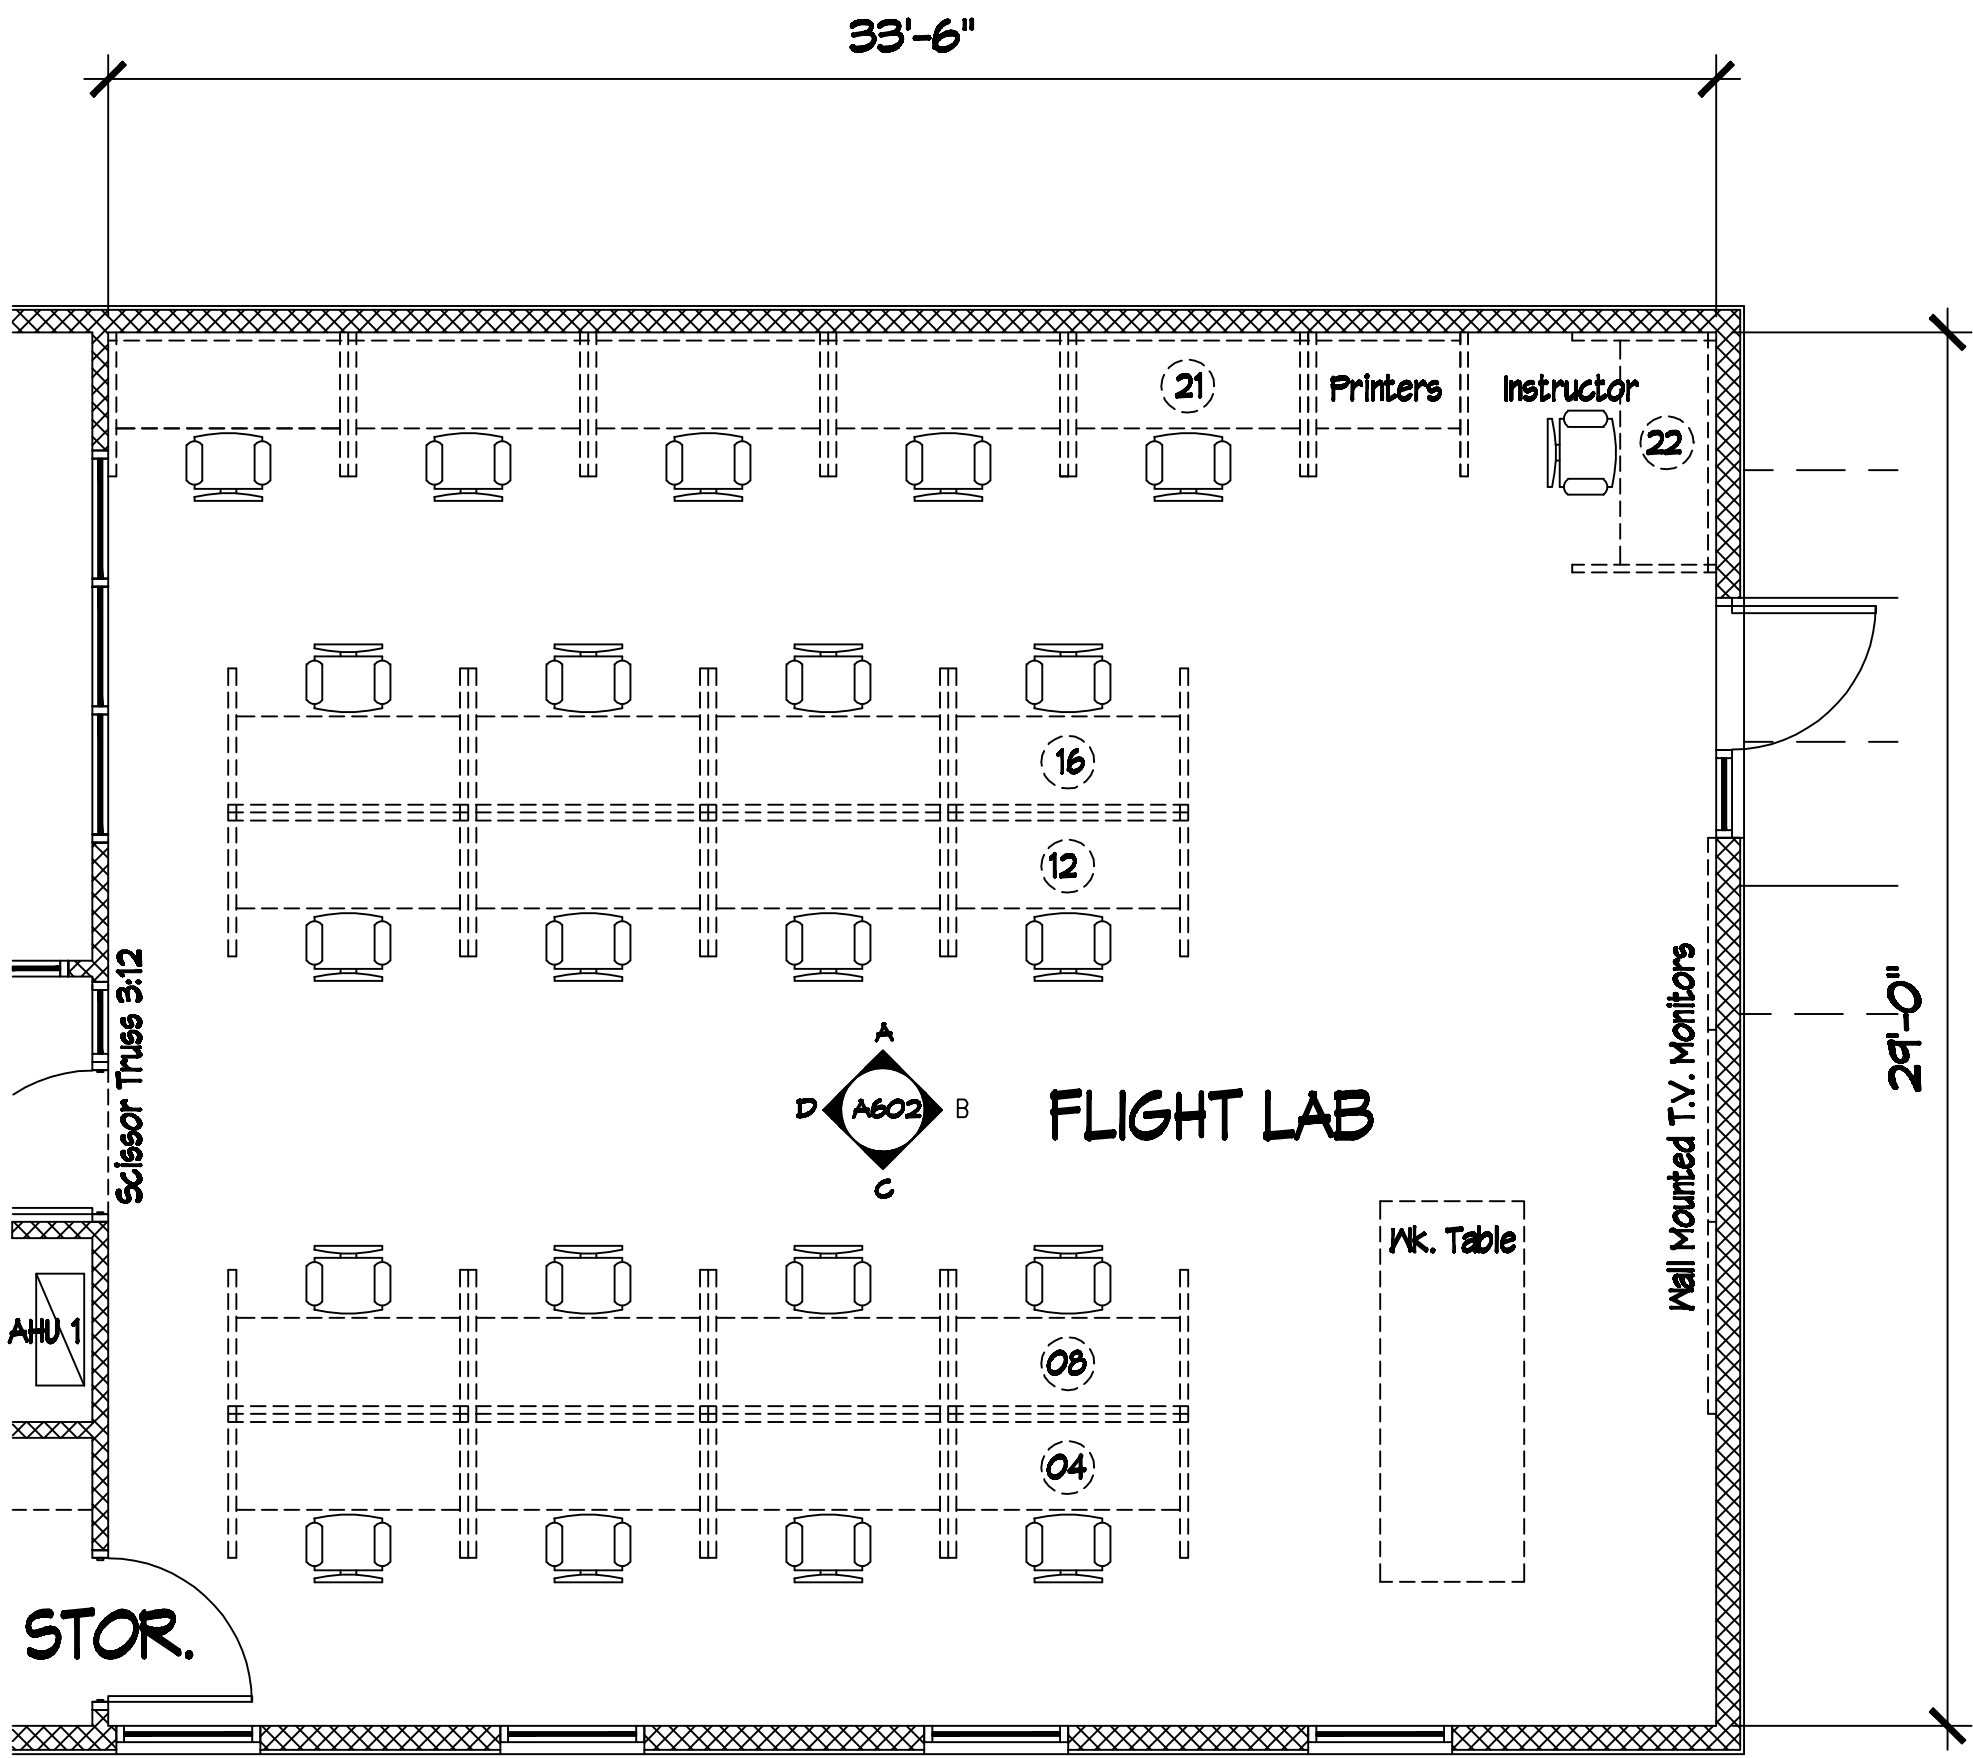 33'-6"
21
Printers
Instructor
22
16
12
Scissor Truss 3:12
Wall Mounted T.V. Monitors
29'-0"
A
D
A602
B
C
FLIGHT LAB
Wk. Table
AHU 1
08
04
STOR.